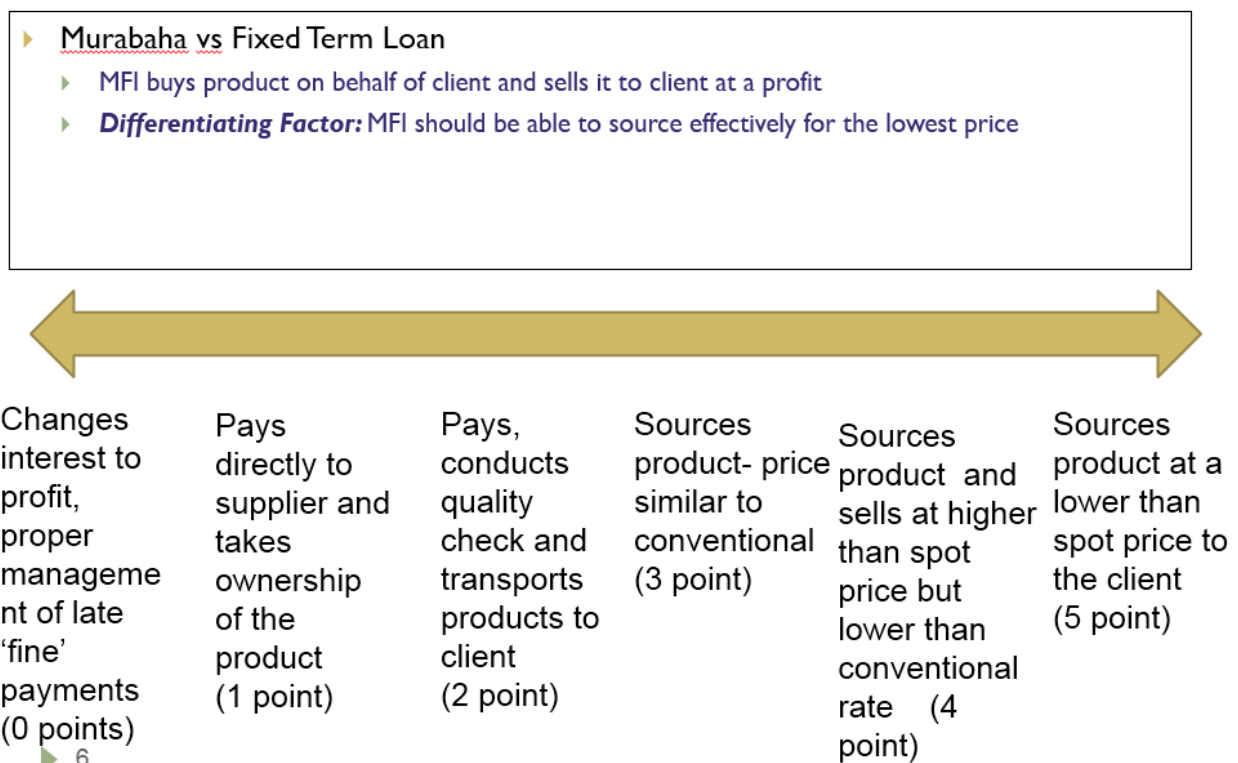 Murabaha vs Fixed Term Loan
MFI buys product on behalf of client and sells it to client at a profit
Differentiating Factor: MFI should be able to source effectively for the lowest price
Changes
interest to
profit,
proper
manageme
nt of late
‘fine’
payments
(0 points)
Pays
directly to
supplier and
takes
ownership
of the
product
(1 point)
Pays,
conducts
quality
check and
transports
products to
client
(2 point)
Sources
product- price
similar to
conventional
(3 point)
Sources
product and
sells at higher
than spot
price but
lower than
conventional
rate (4
point)
Sources
product at a
lower than
spot price to
the client
(5 point)
6